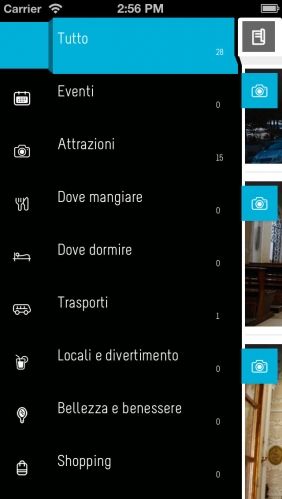 Carrier 2:56 PM
Tutto
28
Eventi
0
Attrazioni
15
Dove mangiare
0
Dove dormire
0
Trasporti
1
Locali e divertimento
0
Bellezza e benessere
0
Shopping
0